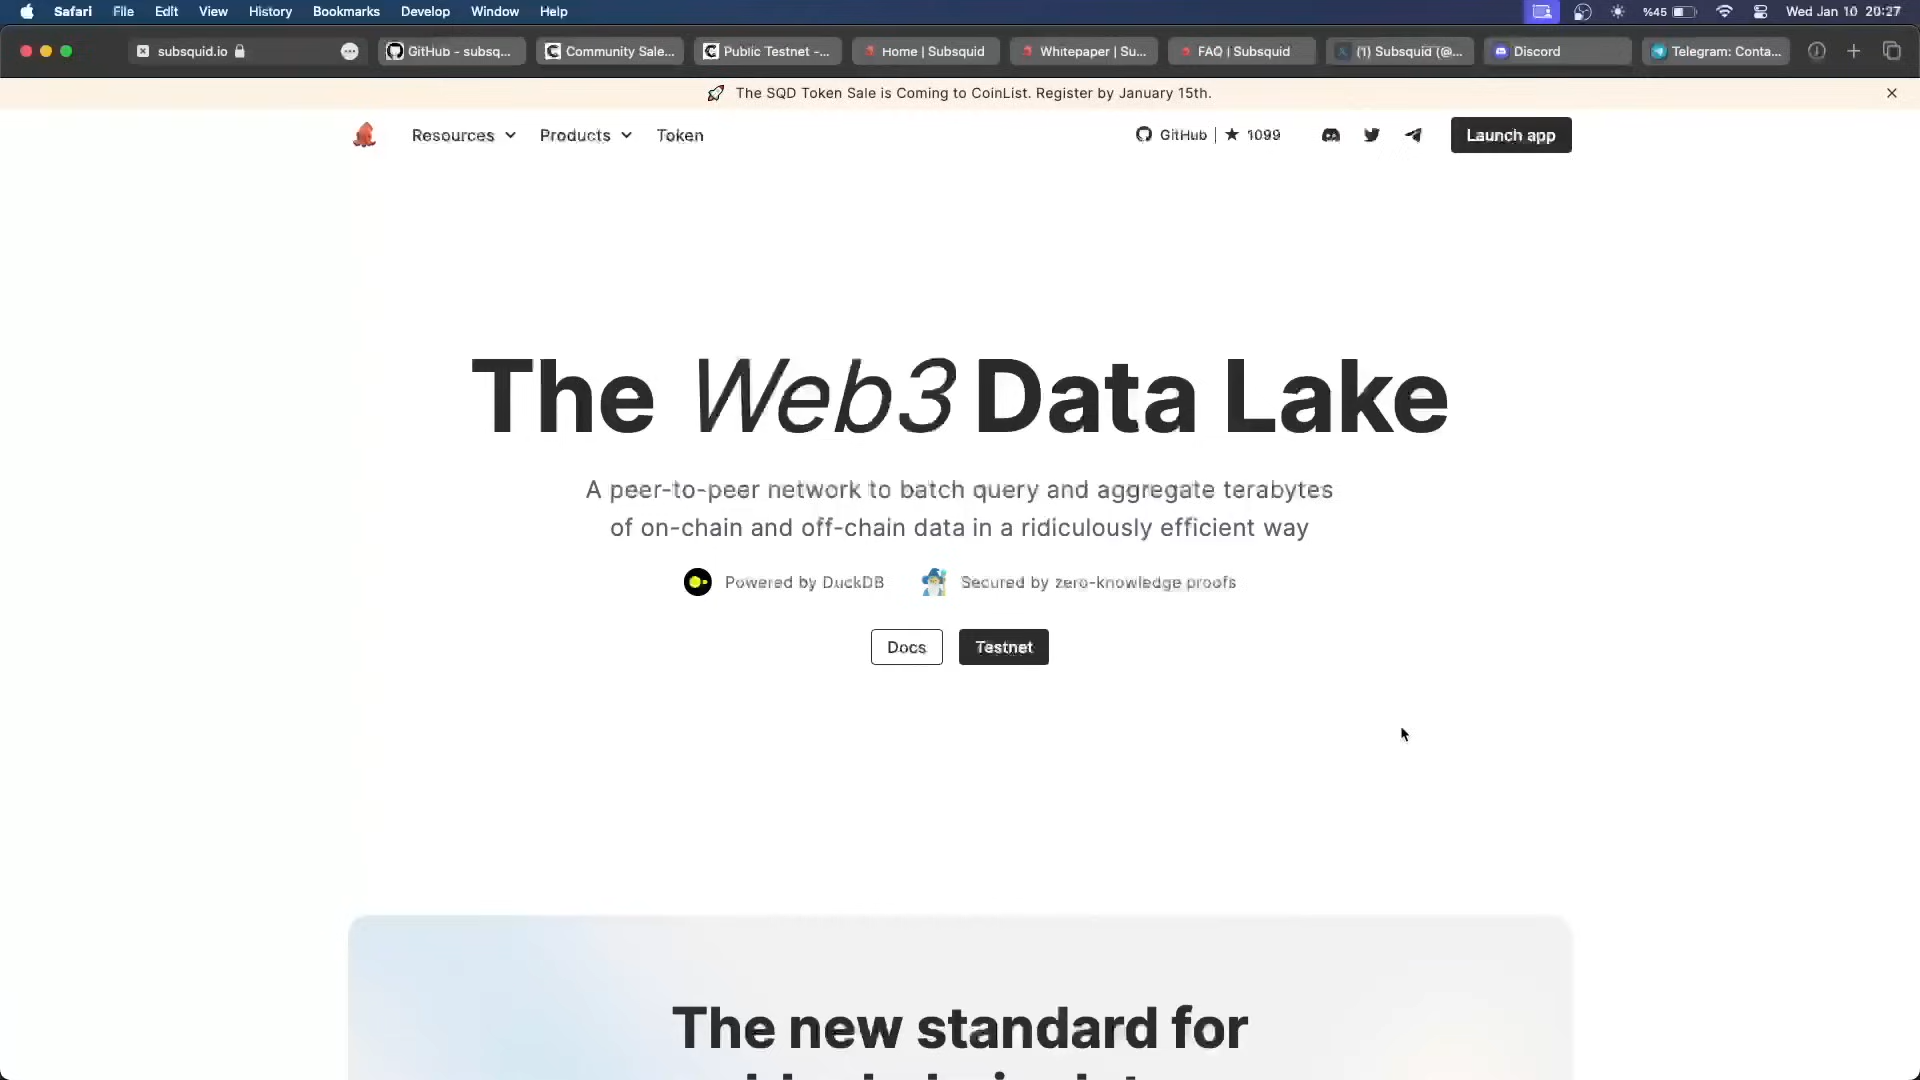 Safari File Edit View History Bookmarks Develop Window Help %45 Wed Jan 10 20:27
subsquid.io GitHub - subsq... Community Sale... Public Testnet -... Home | Subsquid Whitepaper | Su... FAQ | Subsquid (1) Subsquid (@... Discord Telegram: Conta...
The SQD Token Sale is Coming to CoinList. Register by January 15th.
Resources Products Token GitHub | ★ 1099 Launch app
The Web3 Data Lake
A peer-to-peer network to batch query and aggregate terabytes
of on-chain and off-chain data in a ridiculously efficient way
Powered by DuckDB Secured by zero-knowledge proofs
Docs Testnet
The new standard for